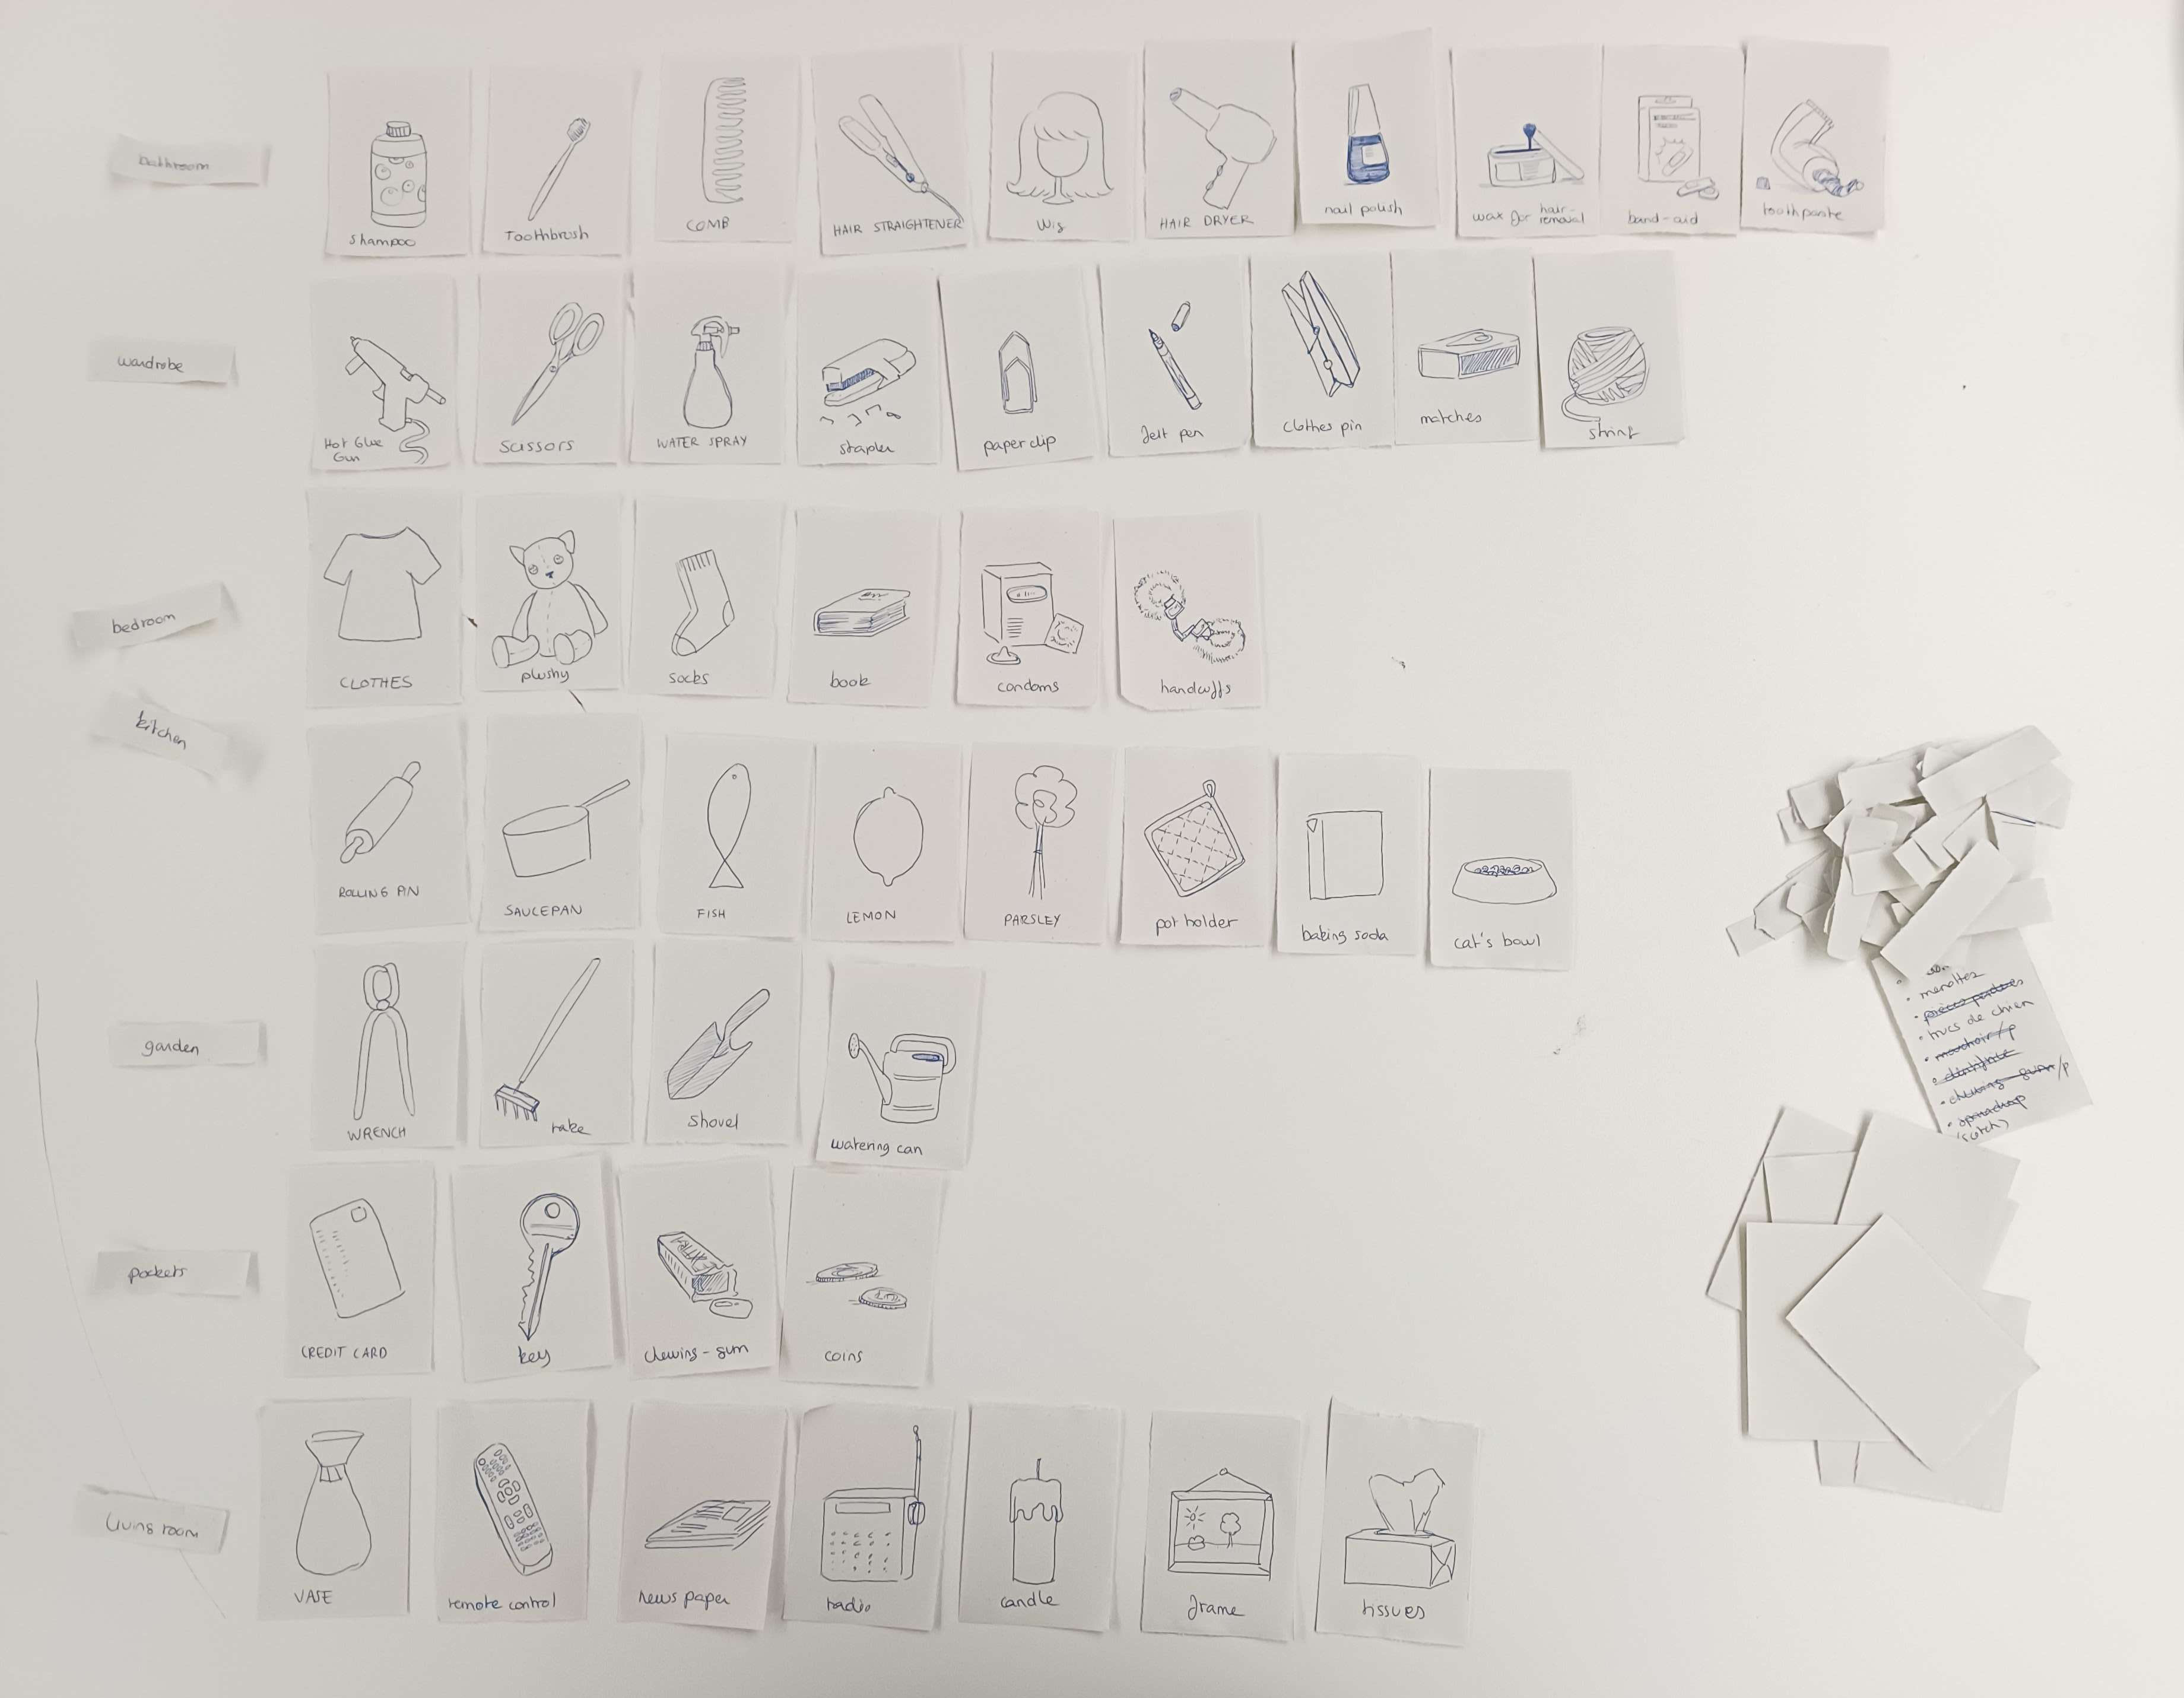 bathroom
shampoo
Toothbrush
COMB
HAIR STRAIGHTENER
Wig
HAIR DRYER
nail polish
wax for hair-
removal
band-aid
toothpaste
wardrobe
HOT GLUE
GUN
SCISSORS
WATER SPRAY
stapler
paper clip
felt pen
clothes pin
matches
string
bedroom
CLOTHES
plushy
socks
book
condoms
handcuffs
kitchen
ROLLING PIN
SAUCEPAN
FISH
LEMON
PARSLEY
pot holder
baking soda
cat's bowl
garden
WRENCH
rake
shovel
watering can
pockets
CREDIT CARD
key
chewing-gum
COINS
living room
VASE
remote control
news paper
radio
candle
frame
tissues
• menottes
• trucs de chien
• mouchoir/p
• dentifrice
• chewing-gum/p
(scotch)